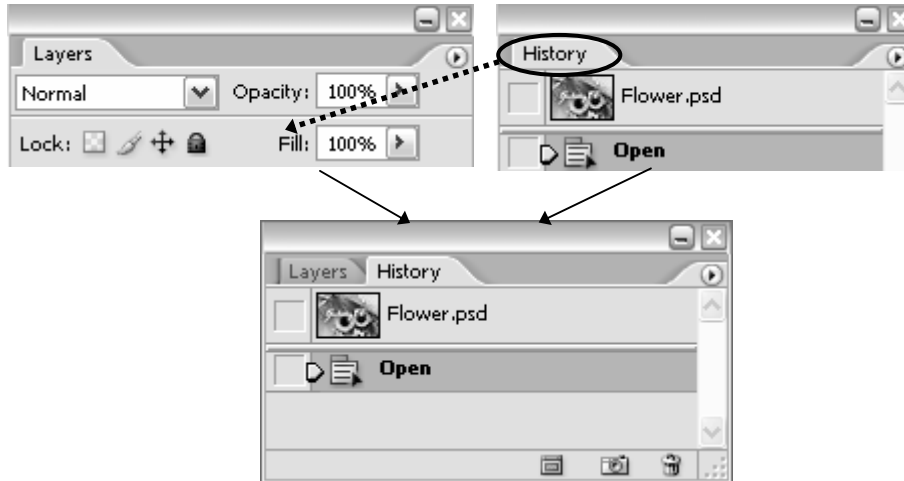 Layers
Normal Opacity: 100%
Lock: Fill: 100%
History
Flower.psd
Open
Layers History
Flower.psd
Open